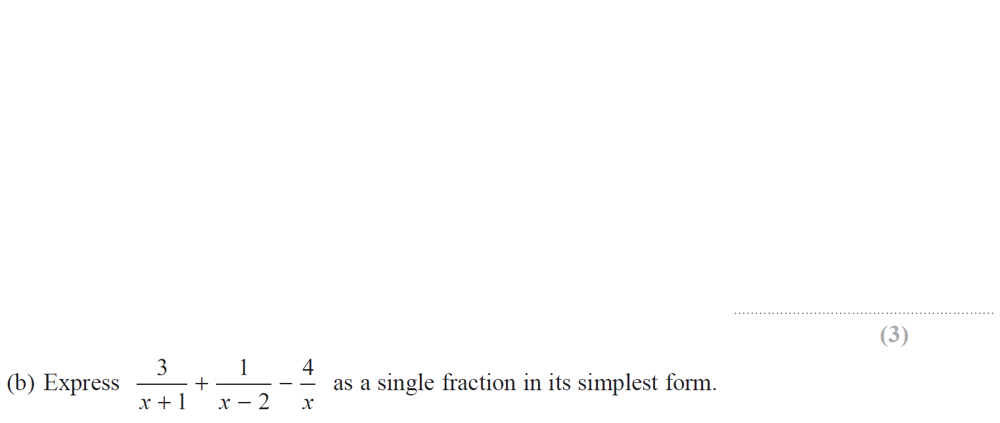 (3)
(b) Express 3/(x + 1) + 1/(x − 2) − 4/x as a single fraction in its simplest form.